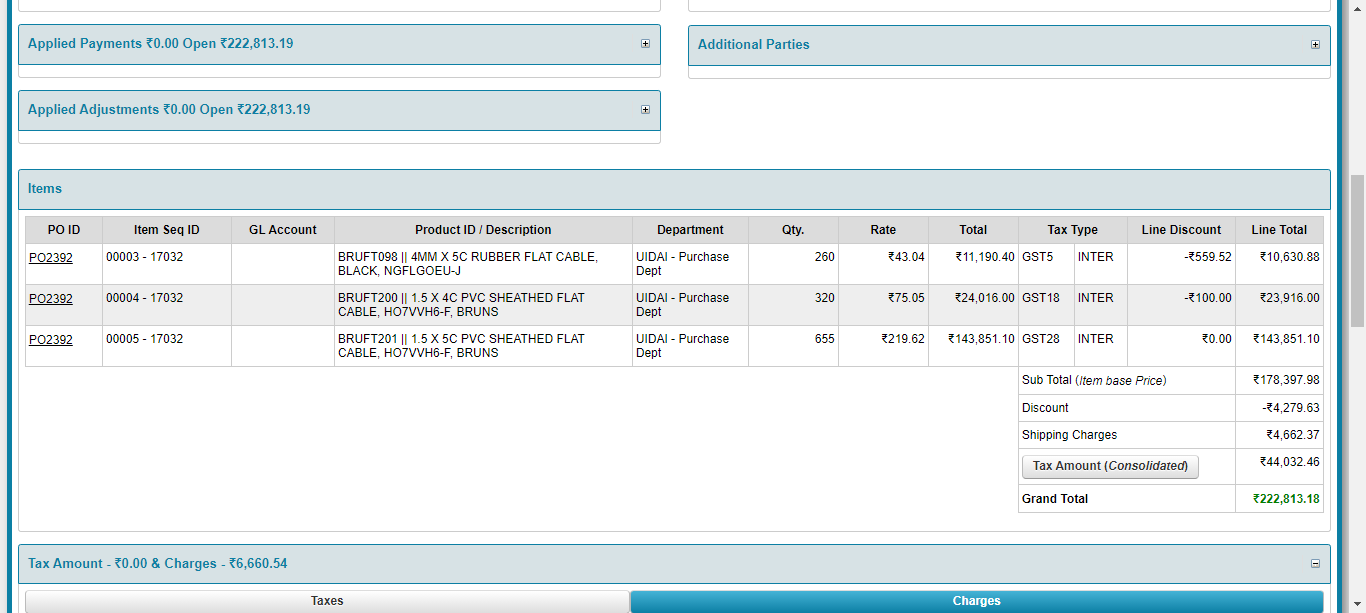 Applied Payments ₹0.00 Open ₹222,813.19
Additional Parties
Applied Adjustments ₹0.00 Open ₹222,813.19
Items
PO ID Item Seq ID GL Account Product ID / Description Department Qty. Rate Total Tax Type Line Discount Line Total
PO2392 00003 - 17032 BRUFT098 || 4MM X 5C RUBBER FLAT CABLE, UIDAI - Purchase 260 ₹43.04 ₹11,190.40 GST5 INTER -₹559.52 ₹10,630.88
BLACK, NGFLGOEU-J Dept
PO2392 00004 - 17032 BRUFT200 || 1.5 X 4C PVC SHEATHED FLAT UIDAI - Purchase 320 ₹75.05 ₹24,016.00 GST18 INTER -₹100.00 ₹23,916.00
CABLE, HO7VVH6-F, BRUNS Dept
PO2392 00005 - 17032 BRUFT201 || 1.5 X 5C PVC SHEATHED FLAT UIDAI - Purchase 655 ₹219.62 ₹143,851.10 GST28 INTER ₹0.00 ₹143,851.10
CABLE, HO7VVH6-F, BRUNS Dept
Sub Total (Item base Price) ₹178,397.98
Discount -₹4,279.63
Shipping Charges ₹4,662.37
Tax Amount (Consolidated) ₹44,032.46
Grand Total ₹222,813.18
Tax Amount - ₹0.00 & Charges - ₹6,660.54
Taxes Charges